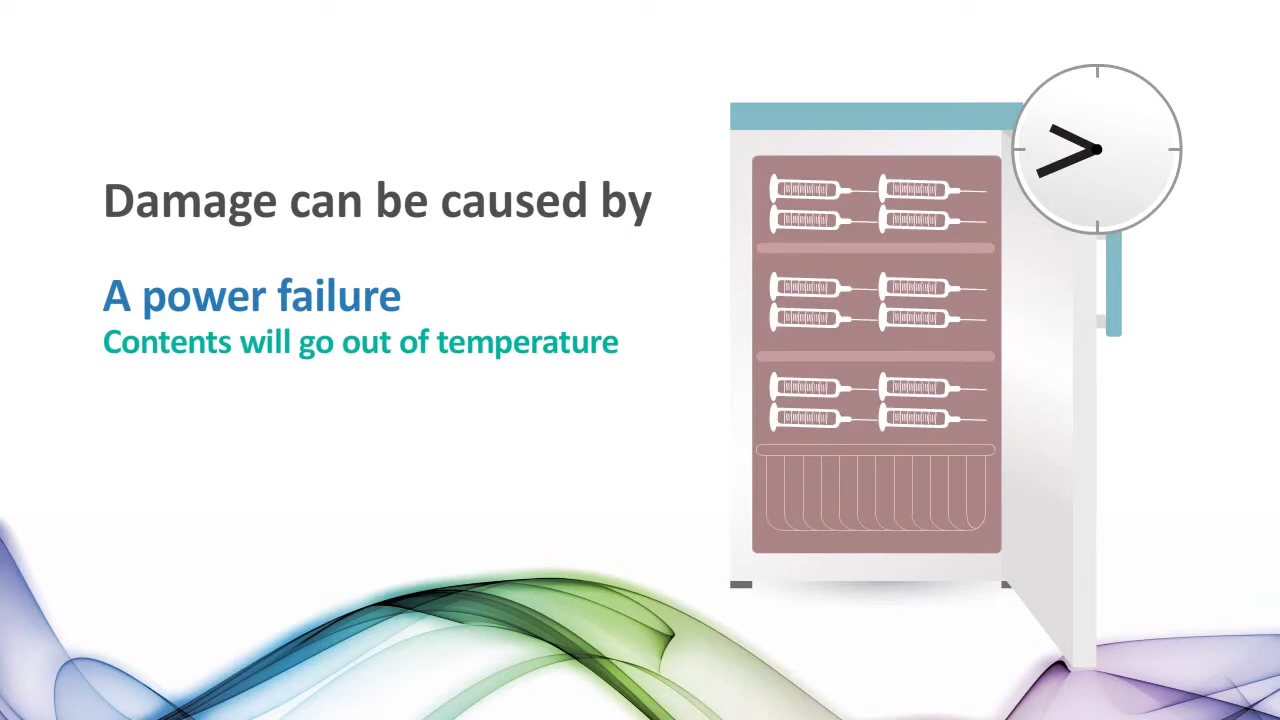 Damage can be caused by
A power failure
Contents will go out of temperature